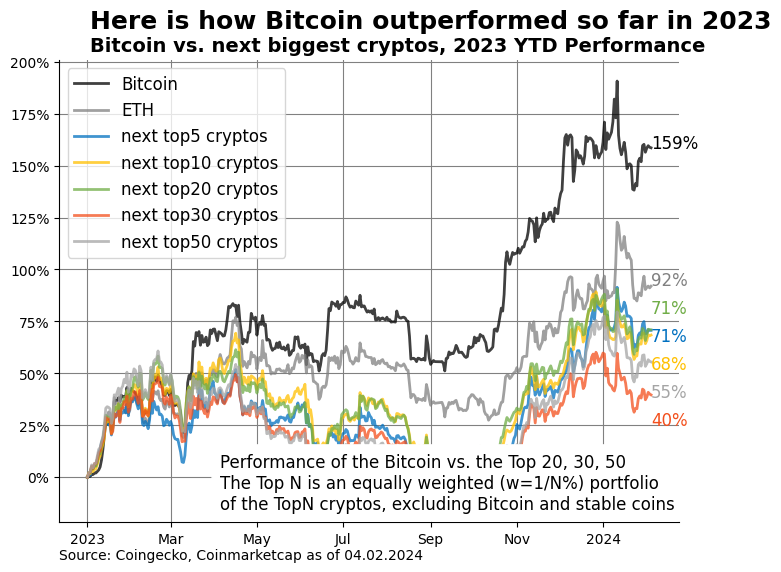 Here is how Bitcoin outperformed so far in 2023
Bitcoin vs. next biggest cryptos, 2023 YTD Performance
200%
175%
150%
125%
100%
75%
50%
25%
0%
Bitcoin
ETH
next top5 cryptos
next top10 cryptos
next top20 cryptos
next top30 cryptos
next top50 cryptos
159%
92%
71%
71%
68%
55%
40%
Performance of the Bitcoin vs. the Top 20, 30, 50
The Top N is an equally weighted (w=1/N%) portfolio
of the TopN cryptos, excluding Bitcoin and stable coins
2023 Mar May Jul Sep Nov 2024
Source: Coingecko, Coinmarketcap as of 04.02.2024